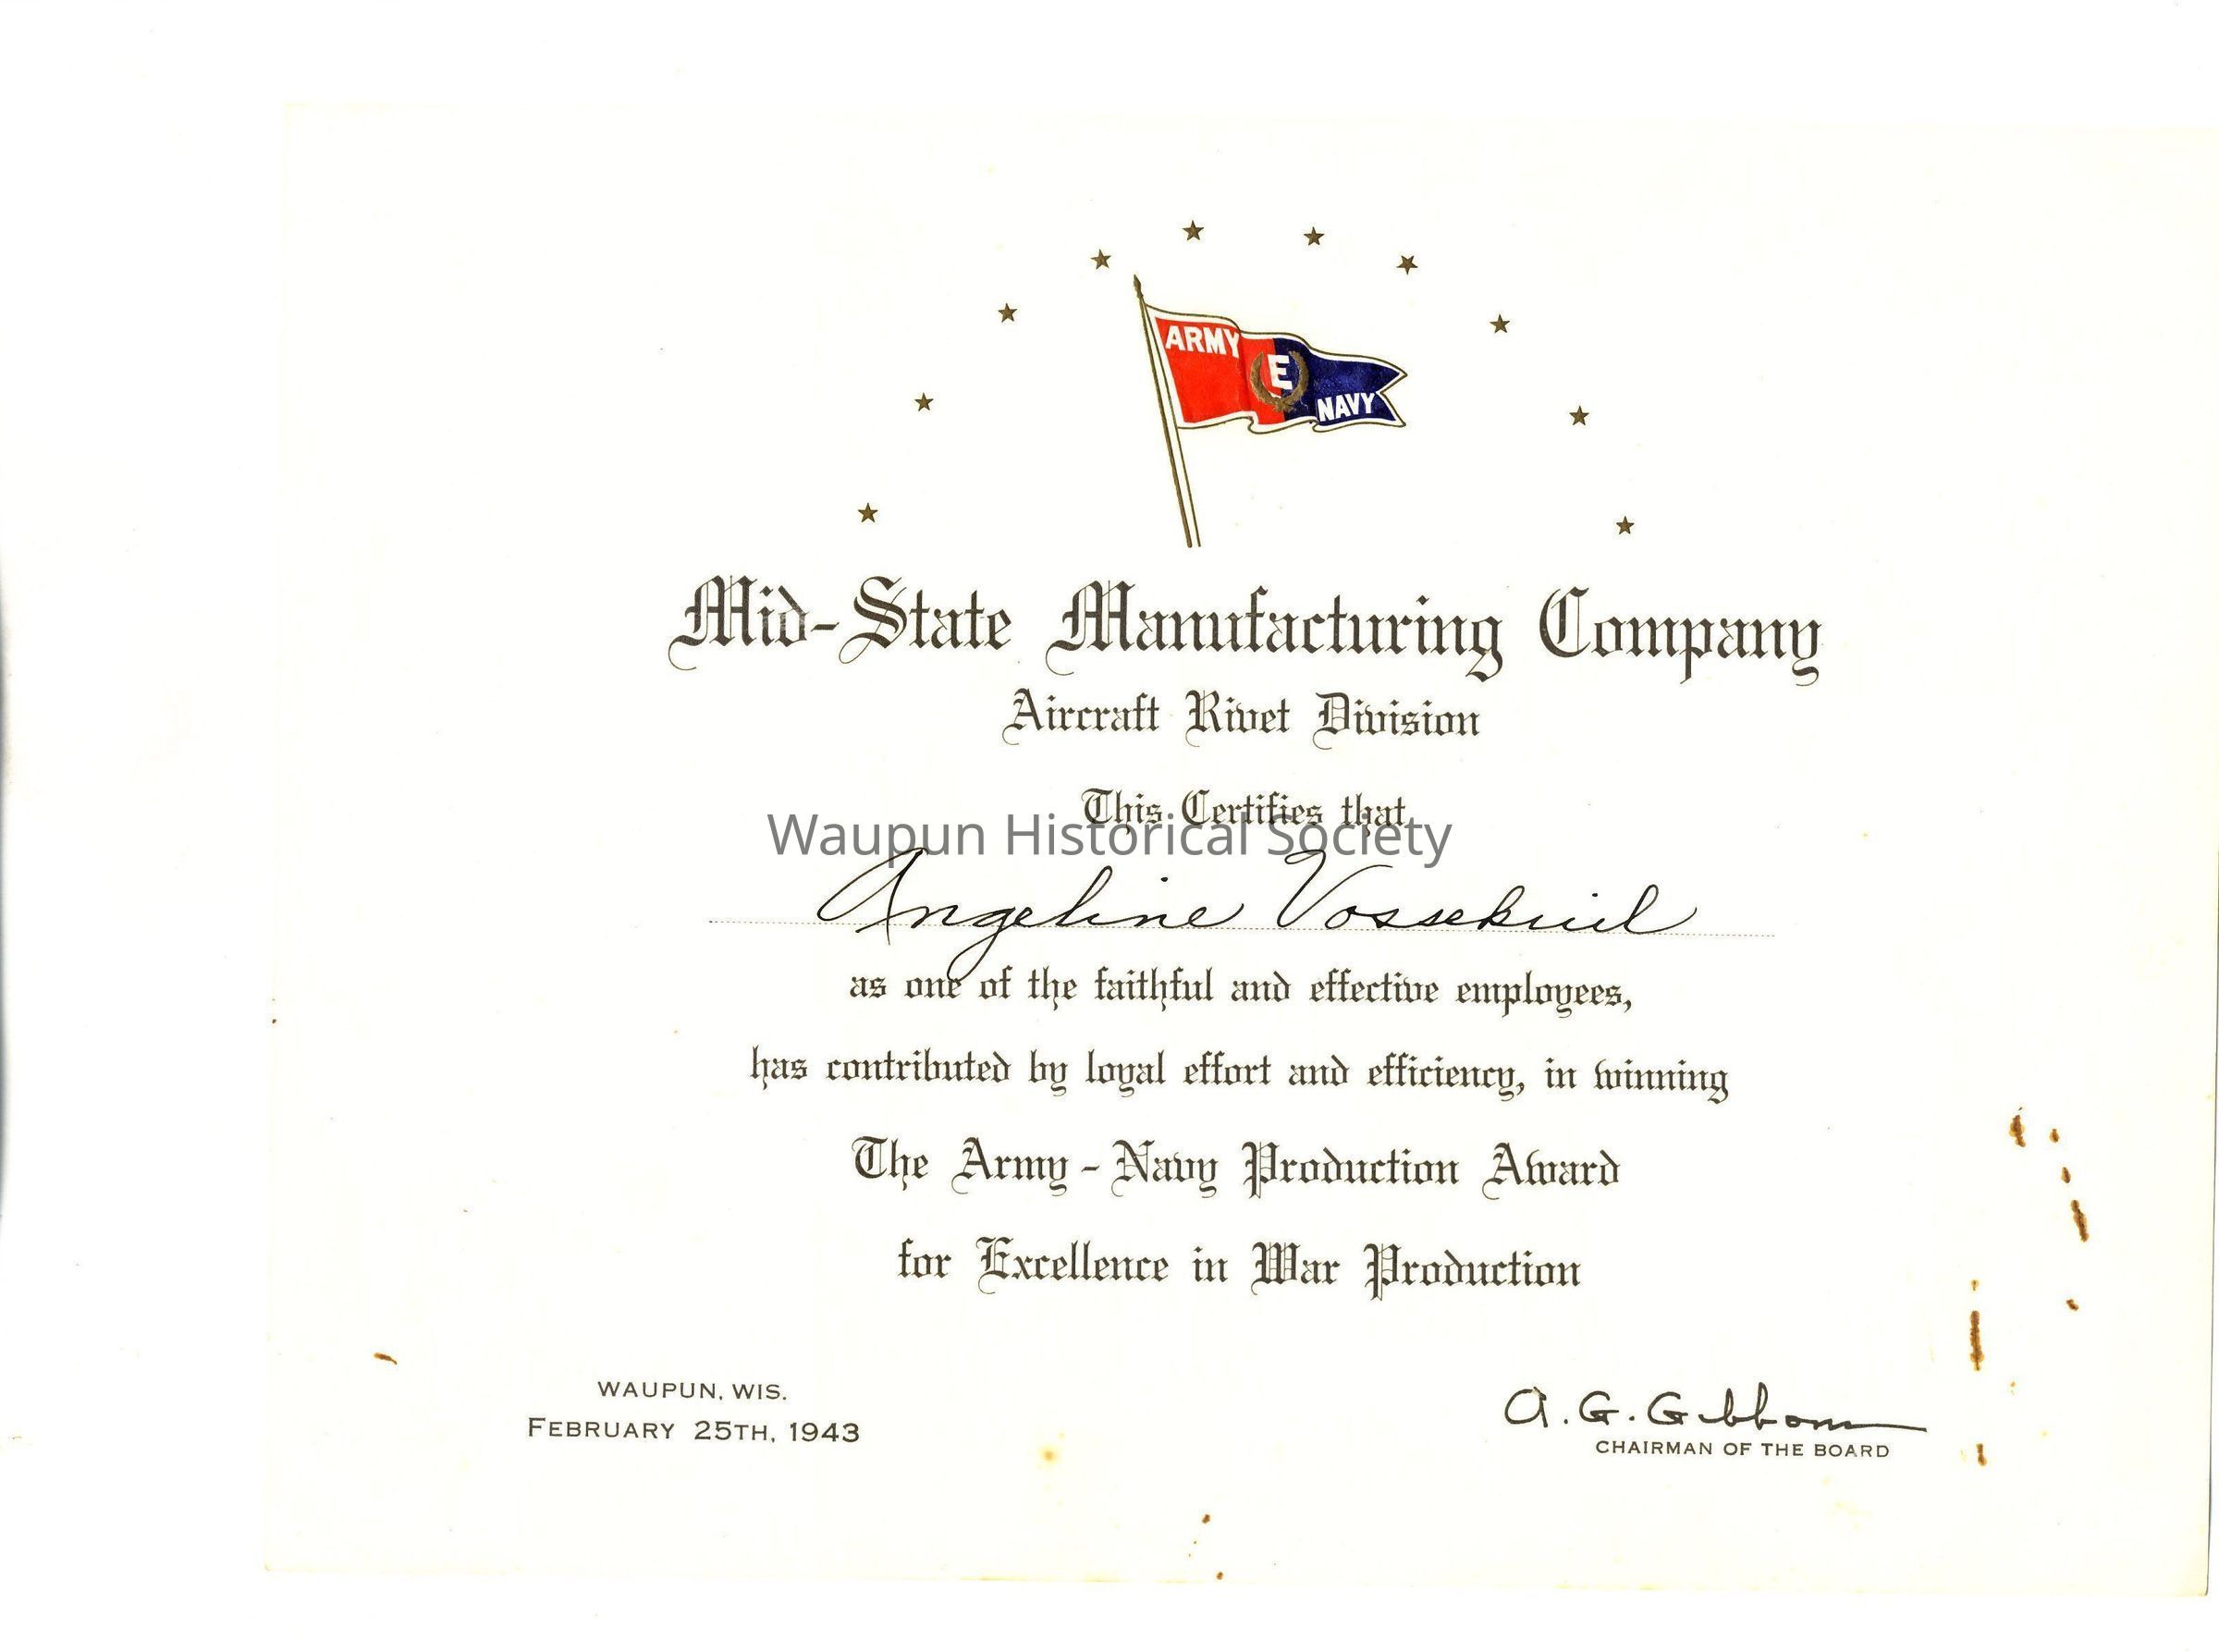 ARMY
E
NAVY
Mid-State Manufacturing Company
Aircraft Rivet Division
This Certifies that
Waupun Historical Society
Angeline Vossekuil
as one of the faithful and effective employees,
has contributed by loyal effort and efficiency, in winning
The Army - Navy Production Award
for Excellence in War Production
WAUPUN, WIS.
FEBRUARY 25TH, 1943
A. G. Gibbons
CHAIRMAN OF THE BOARD